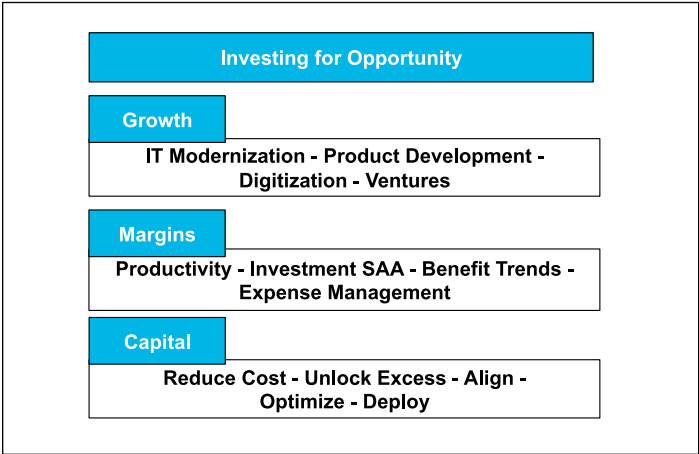 Investing for Opportunity
Growth
IT Modernization - Product Development -
Digitization - Ventures
Margins
Productivity - Investment SAA - Benefit Trends -
Expense Management
Capital
Reduce Cost - Unlock Excess - Align -
Optimize - Deploy